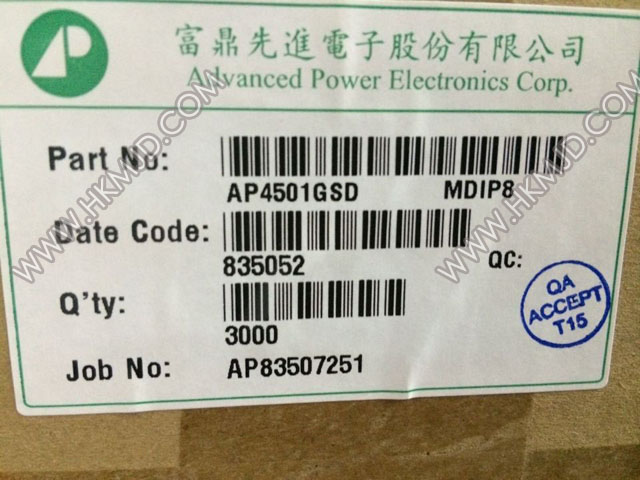 AP
富鼎先進電子股份有限公司
Advanced Power Electronics Corp.
Part No:
AP4501GSD MDIP8
Date Code:
835052 QC:
QA
ACCEPT
T15
Q'ty:
3000
Job No: AP83507251
WWW.HKMJD.COM
WWW.HKMJD.COM